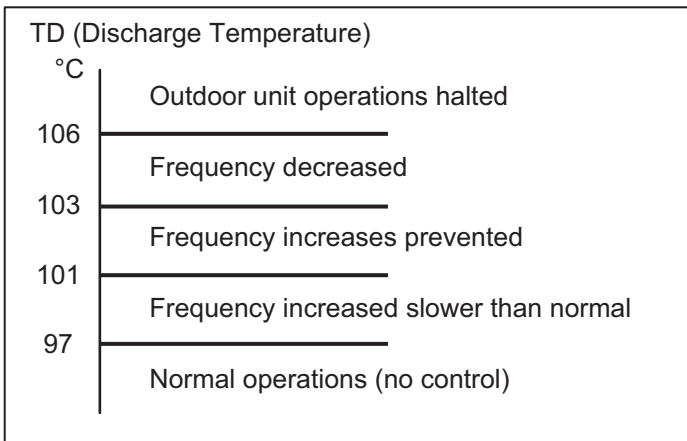 TD (Discharge Temperature)
°C
Outdoor unit operations halted
106
Frequency decreased
103
Frequency increases prevented
101
Frequency increased slower than normal
97
Normal operations (no control)